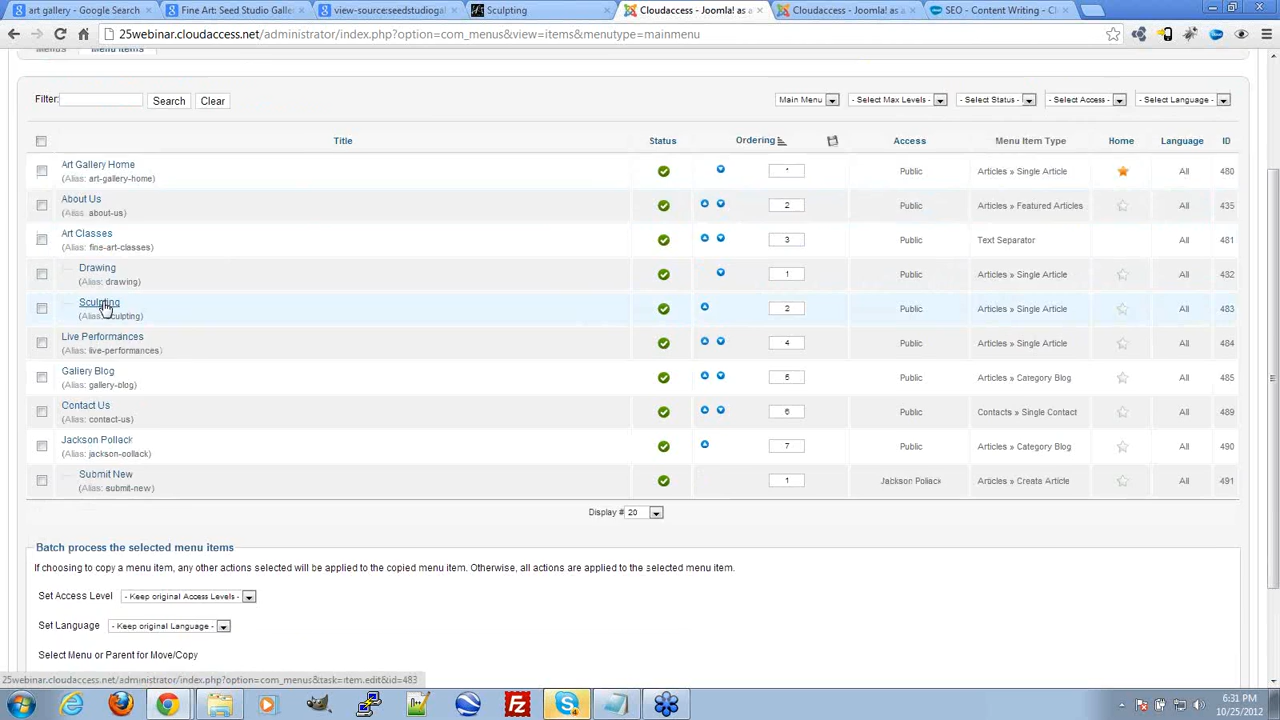 art gallery - Google Search
Fine Art: Seed Studio Galler
view-source:seedstudiogal
Sculpting
Cloudaccess: Joomla! as a
Cloudaccess - Joomla! as a
SEO - Content Writing - Cl
25webinar.cloudaccess.net/administrator/index.php?option=com_menus&view=items&menutype=mainmenu
Menus Menu Items
Filter: Search Clear Main Menu - Select Max Levels - - Select Status - - Select Access - - Select Language -
Title Status Ordering Access Menu Item Type Home Language ID
Art Gallery Home
(Alias: art-gallery-home) Public Articles » Single Article All 480
About Us
(Alias: about-us) 2 Public Articles » Featured Articles All 435
Art Classes
(Alias: fine-art-classes) 3 Public Text Separator All 481
Drawing
(Alias: drawing) 1 Public Articles » Single Article All 482
Sculpting
(Alias: sculpting) 2 Public Articles » Single Article All 483
Live Performances
(Alias: live-performances) 4 Public Articles » Single Article All 484
Gallery Blog
(Alias: gallery-blog) 5 Public Articles » Category Blog All 485
Contact Us
(Alias: contact-us) 6 Public Contacts » Single Contact All 489
Jackson Pollack
(Alias: jackson-pollack) 7 Public Articles » Category Blog All 490
Submit New
(Alias: submit-new) 1 Jackson Pollack Articles » Create Article All 491
Display # 20
Batch process the selected menu items
If choosing to copy a menu item, any other actions selected will be applied to the copied menu item. Otherwise, all actions are applied to the selected menu item.
Set Access Level - Keep original Access Levels -
Set Language - Keep original Language -
Select Menu or Parent for Move/Copy
25webinar.cloudaccess.net/administrator/index.php?option=com_menus&task=item.edit&id=483
6:31 PM
10/25/2012